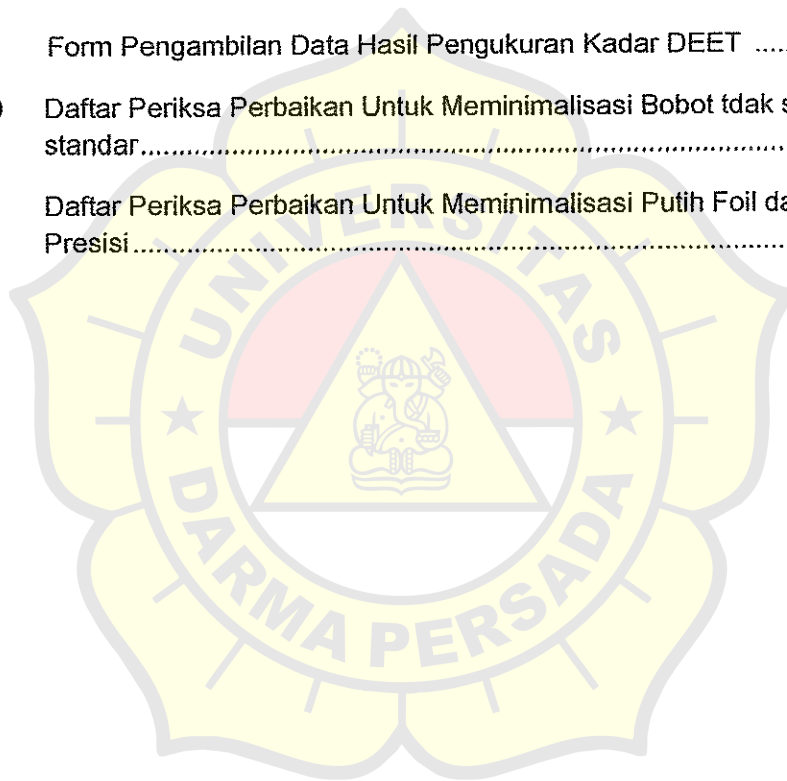 Form Pengambilan Data Hasil Pengukuran Kadar DEET .....
Daftar Periksa Perbaikan Untuk Meminimalisasi Bobot tdak s
standar..........................................................................................
Daftar Periksa Perbaikan Untuk Meminimalisasi Putih Foil da
Presisi..........................................................................................
UNIVERSITAS
DARMA PERSADA